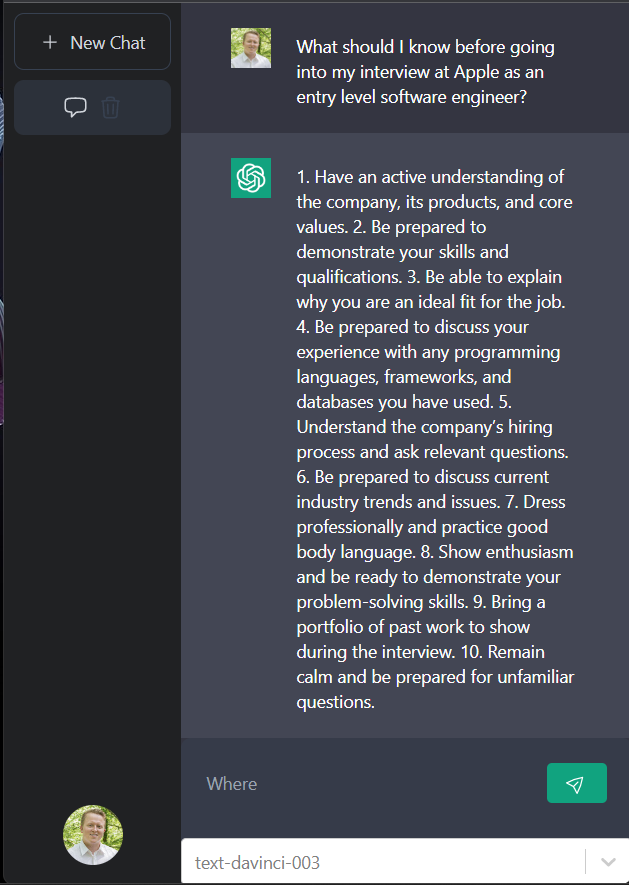 New Chat
What should I know before going
into my interview at Apple as an
entry level software engineer?
1. Have an active understanding of
the company, its products, and core
values. 2. Be prepared to
demonstrate your skills and
qualifications. 3. Be able to explain
why you are an ideal fit for the job.
4. Be prepared to discuss your
experience with any programming
languages, frameworks, and
databases you have used. 5.
Understand the company's hiring
process and ask relevant questions.
6. Be prepared to discuss current
industry trends and issues. 7. Dress
professionally and practice good
body language. 8. Show enthusiasm
and be ready to demonstrate your
problem-solving skills. 9. Bring a
portfolio of past work to show
during the interview. 10. Remain
calm and be prepared for unfamiliar
questions.
Where
text-davinci-003